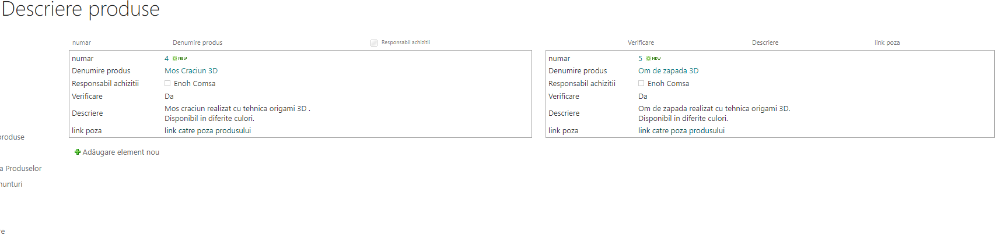 Descriere produse
numar Denumire produs Responsabil achizitii Verificare Descriere link poza
numar 4 NEW
Denumire produs Mos Craciun 3D
Responsabil achizitii Enoh Comsa
Verificare Da
Descriere Mos craciun realizat cu tehnica origami 3D .
Disponibil in diferite culori.
link poza link catre poza produsului
numar 5 NEW
Denumire produs Om de zapada 3D
Responsabil achizitii Enoh Comsa
Verificare Da
Descriere Om de zapada realizat cu tehnica origami 3D.
Disponibil in diferite culori.
link poza link catre poza produsului
Adăugare element nou
produse
a Produselor
nunturi
re